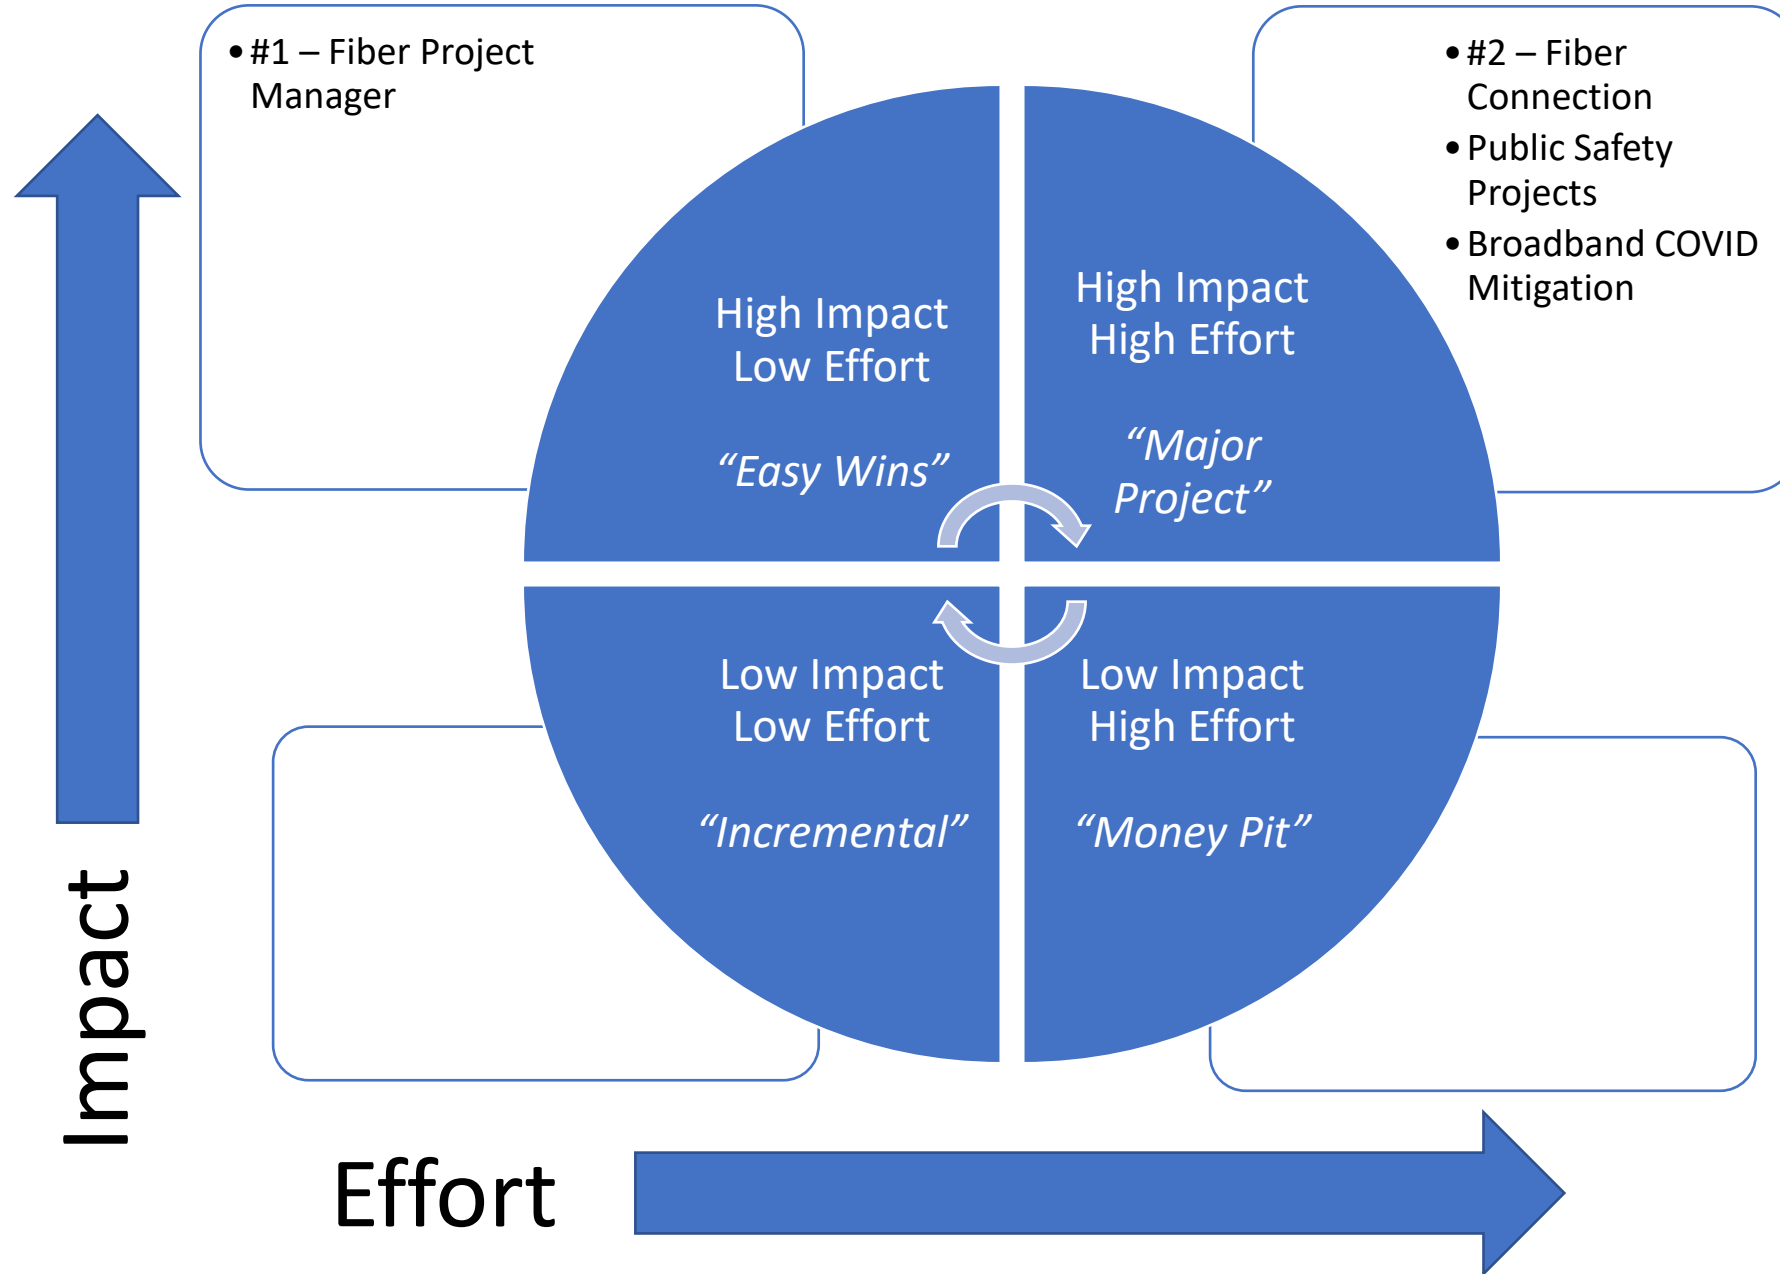 • #1 – Fiber Project
Manager
• #2 – Fiber
Connection
• Public Safety
Projects
• Broadband COVID
Mitigation
High Impact
Low Effort
“Easy Wins”
High Impact
High Effort
“Major
Project”
Low Impact
Low Effort
“Incremental”
Low Impact
High Effort
“Money Pit”
Impact
Effort